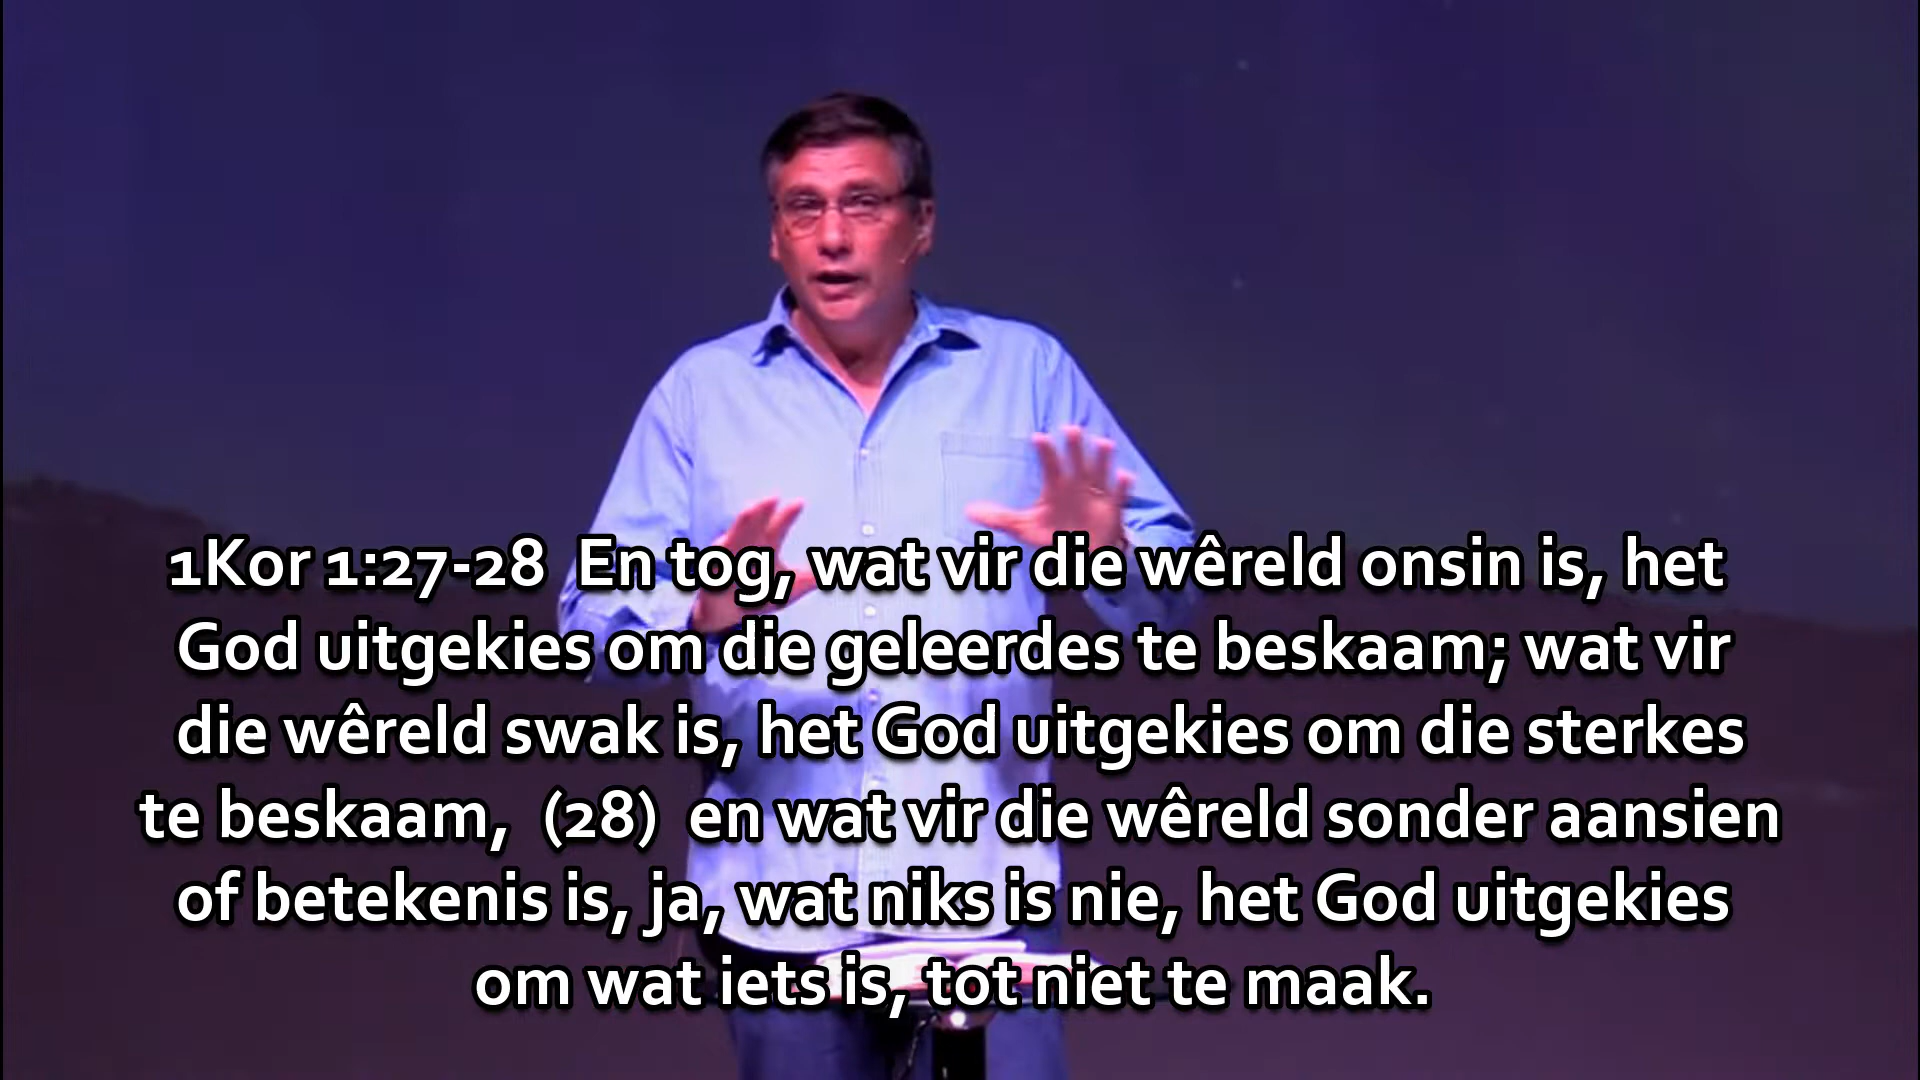 1Kor 1:27-28  En tog, wat vir die wêreld onsin is, het
God uitgekies om die geleerdes te beskaam; wat vir
die wêreld swak is, het God uitgekies om die sterkes
te beskaam,  (28)  en wat vir die wêreld sonder aansien
of betekenis is, ja, wat niks is nie, het God uitgekies
om wat iets is, tot niet te maak.